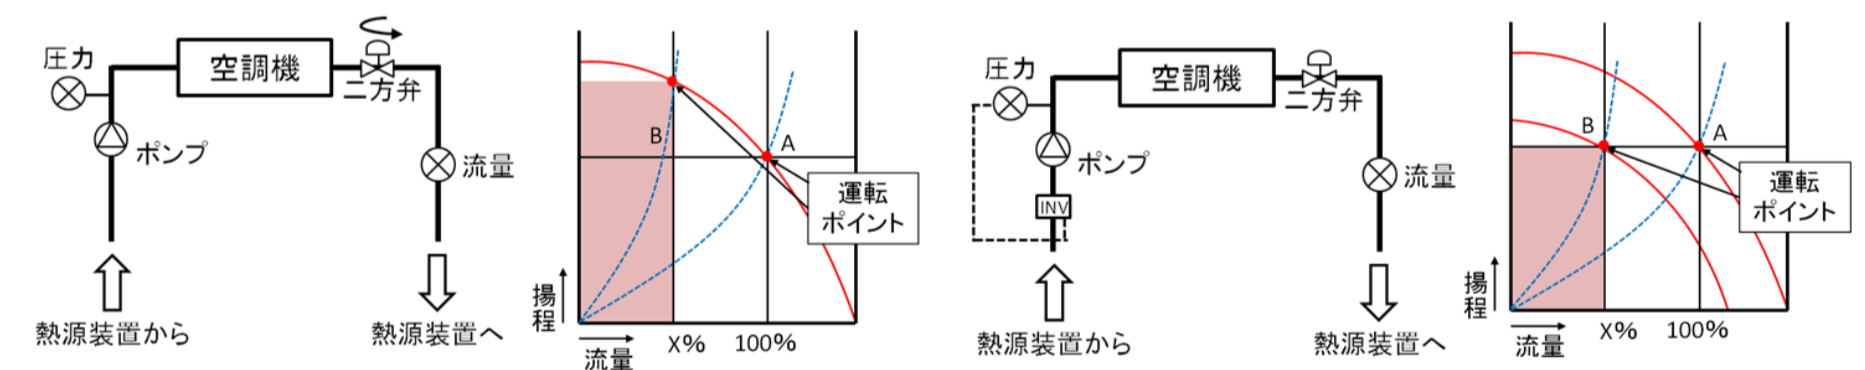 圧力
空調機
二方弁
ポンプ
流量
熱源装置から
熱源装置へ
B
A
運転
ポイント
揚
程
流量
X%
100%
圧力
空調機
二方弁
ポンプ
INV
流量
熱源装置から
熱源装置へ
B
A
運転
ポイント
揚
程
流量
X%
100%